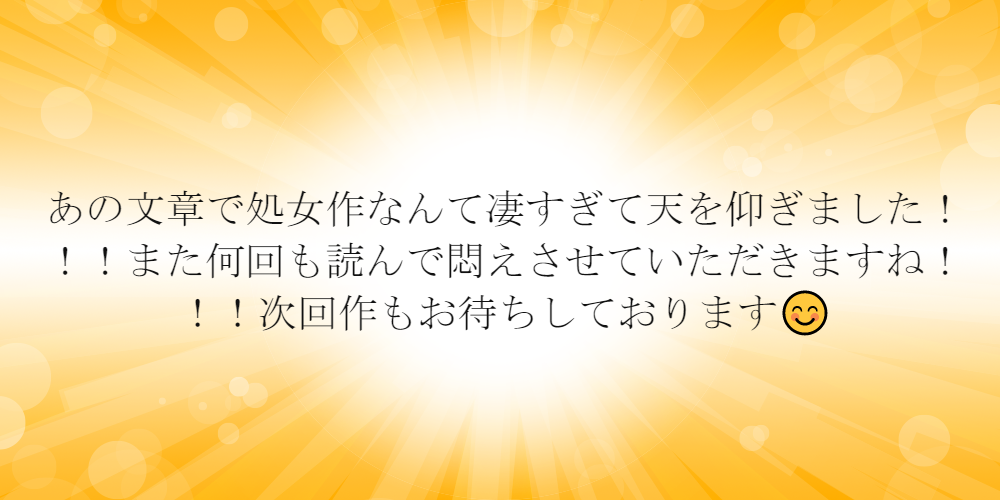 あの文章で処女作なんて凄すぎて天を仰ぎました！
！！また何回も読んで悶えさせていただきますね！
！！次回作もお待ちしております😊